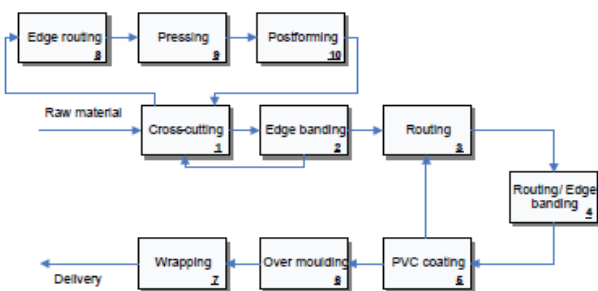 Edge routing
8
Pressing
9
Postforming
10
Raw material
Cross-cutting
1
Edge banding
2
Routing
3
Routing/ Edge
banding
4
Wrapping
7
Over moulding
6
PVC coating
5
Delivery